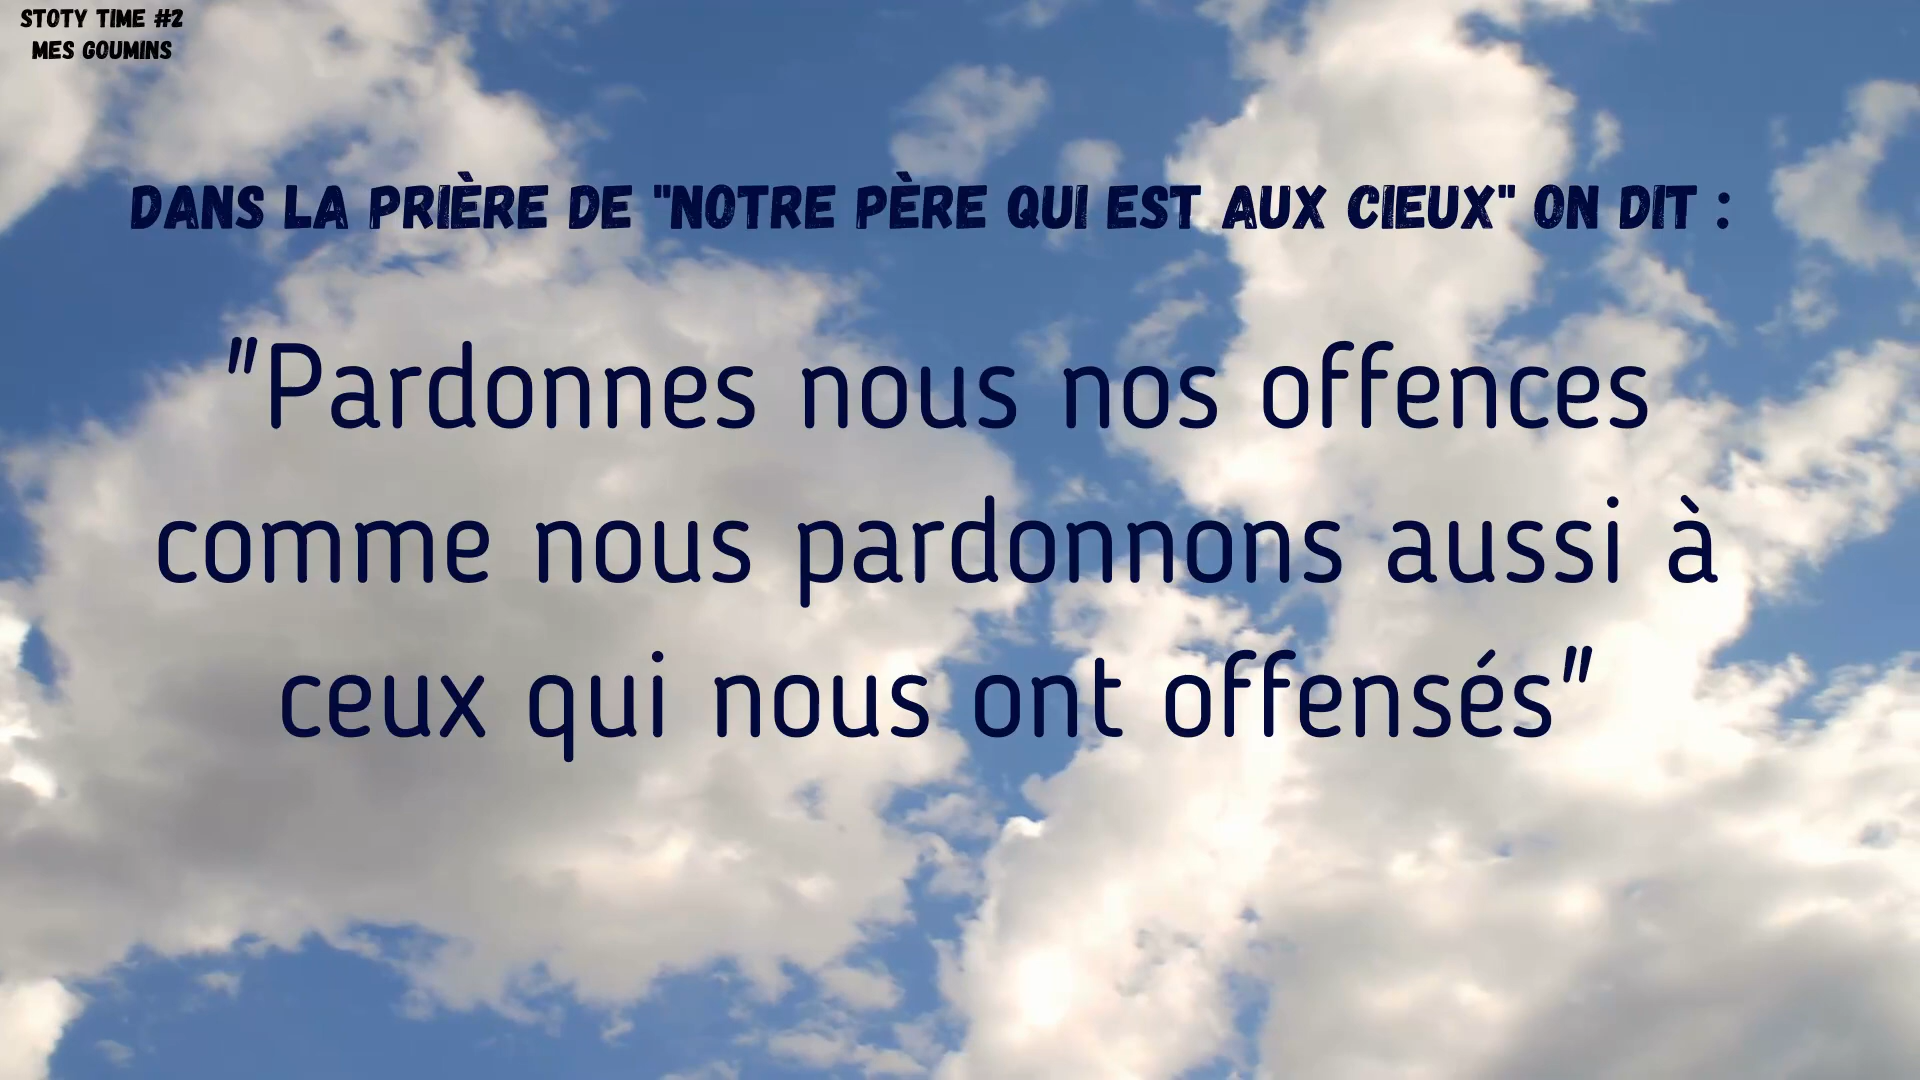 STOTY TIME #2
MES GOUMINS
DANS LA PRIÈRE DE "NOTRE PÈRE QUI EST AUX CIEUX" ON DIT :
"Pardonnes nous nos offences
comme nous pardonnons aussi à
ceux qui nous ont offensés"